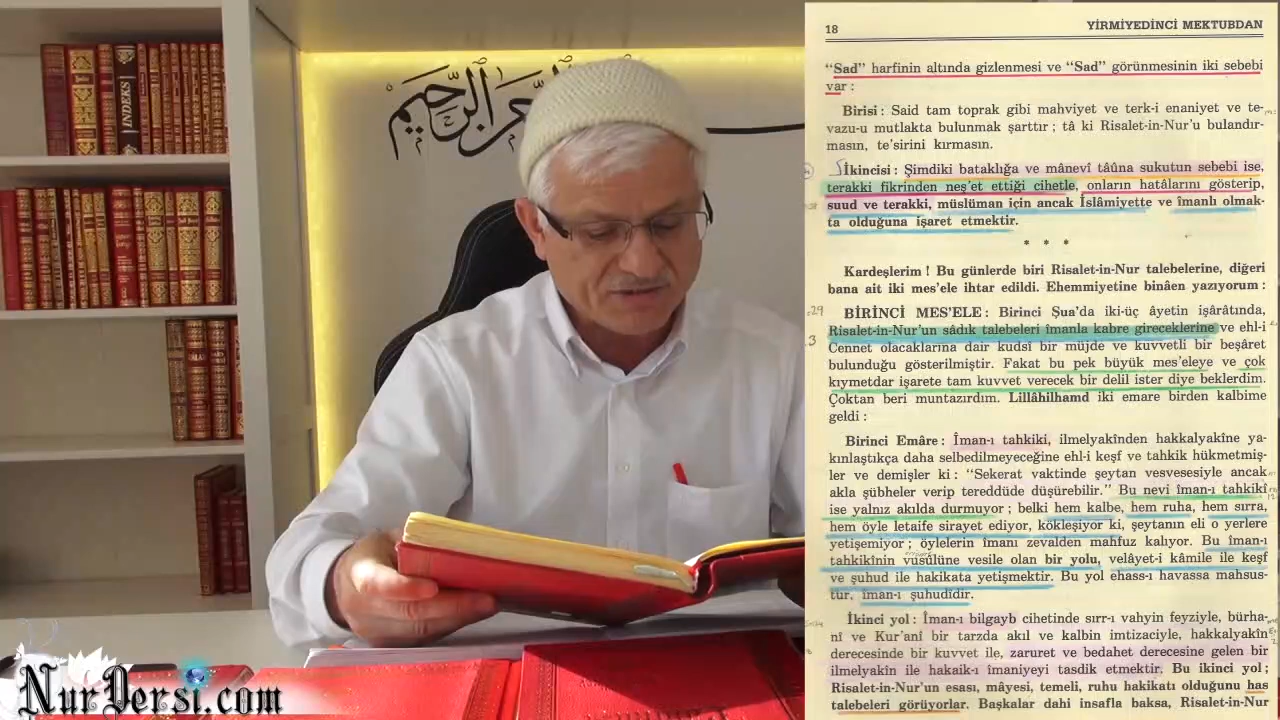 18
YİRMİYEDİNCİ MEKTUBDAN
“Sad” harfinin altında gizlenmesi ve “Sad” görünmesinin iki sebebi
var :
Birisi : Said tam toprak gibi mahviyet ve terk-i enaniyet ve te-
vazu-u mutlakta bulunmak şarttır ; tâ ki Risalet-in-Nur’u bulandır-
masın, te’sirini kırmasın.
İkincisi : Şimdiki bataklığa ve mânevî tâûna sukutun sebebi ise,
terakki fikrinden neş’et ettiği cihetle, onların hatâlarını gösterip,
suud ve terakki, müslüman için ancak İslâmiyette ve îmanlı olmak-
ta olduğuna işaret etmektir.
* * *
Kardeşlerim ! Bu günlerde biri Risalet-in-Nur talebelerine, diğeri
bana ait iki mes’ele ihtar edildi. Ehemmiyetine binâen yazıyorum :
BİRİNCİ MES’ELE : Birinci Şua’da iki-üç âyetin işârâtında,
Risalet-in-Nur’un sâdık talebeleri îmanla kabre gireceklerine ve ehl-i
Cennet olacaklarına dair kudsî bir müjde ve kuvvetli bir beşâret
bulunduğu gösterilmiştir. Fakat bu pek büyük mes’eleye ve çok
kıymetdar işarete tam kuvvet verecek bir delil ister diye beklerdim.
Çoktan beri muntazırdım. Lillâhilhamd iki emare birden kalbime
geldi :
Birinci Emâre : Îman-ı tahkiki, ilmelyakînden hakkalyakîne ya-
kınlaştıkça daha selbedilmeyeceğine ehl-i keşf ve tahkik hükmetmiş-
ler ve demişler ki : “Sekerat vaktinde şeytan vesvesesiyle ancak
akla şübheler verip tereddüde düşürebilir.” Bu nevi îman-ı tahkikî
ise yalnız akılda durmuyor ; belki hem kalbe, hem ruha, hem sırra,
hem öyle letaife sirayet ediyor, kökleşiyor ki, şeytanın eli o yerlere
yetişemiyor ; öylelerin îmanı zevalden mahfuz kalıyor. Bu îman-ı
tahkikînin vüsûlüne vesile olan bir yolu, velâyet-i kâmile ile keşf
ve şuhud ile hakikata yetişmektir. Bu yol ehass-ı havassa mahsus-
tur, îman-ı şuhudîdir.
İkinci yol : Îman-ı bilgayb cihetinde sırr-ı vahyin feyziyle, bürha-
nî ve Kur’anî bir tarzda akıl ve kalbin imtizaciyle, hakkalyakîn
derecesinde bir kuvvet ile, zaruret ve bedahet derecesine gelen bir
ilmelyakîn ile hakaik-ı imaniyeyi tasdik etmektir. Bu ikinci yol ;
Risalet-in-Nur’un esası, mâyesi, temeli, ruhu hakikatı olduğunu has
talebeleri görüyorlar. Başkalar dahi insafla baksa, Risalet-in-Nur
INDEKS
NurDersi.com